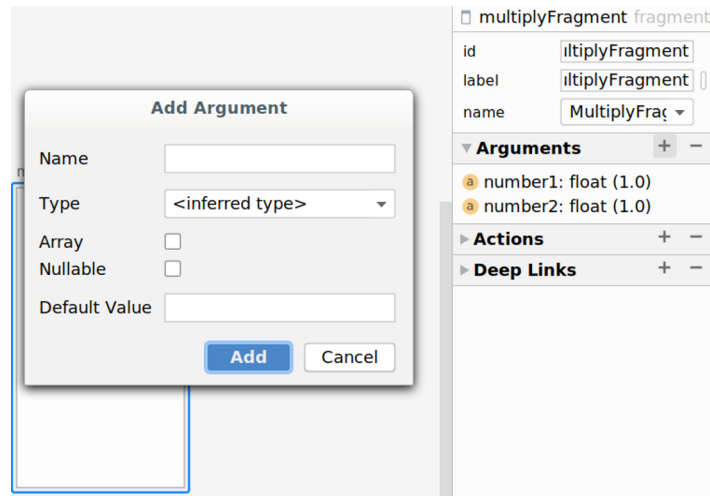 multiplyFragment fragment
id ıltiplyFragment
label ıltiplyFragment
name MultiplyFrag
Arguments + −
a number1: float (1.0)
a number2: float (1.0)
Actions + −
Deep Links + −
Add Argument
Name
Type <inferred type>
Array
Nullable
Default Value
Add Cancel